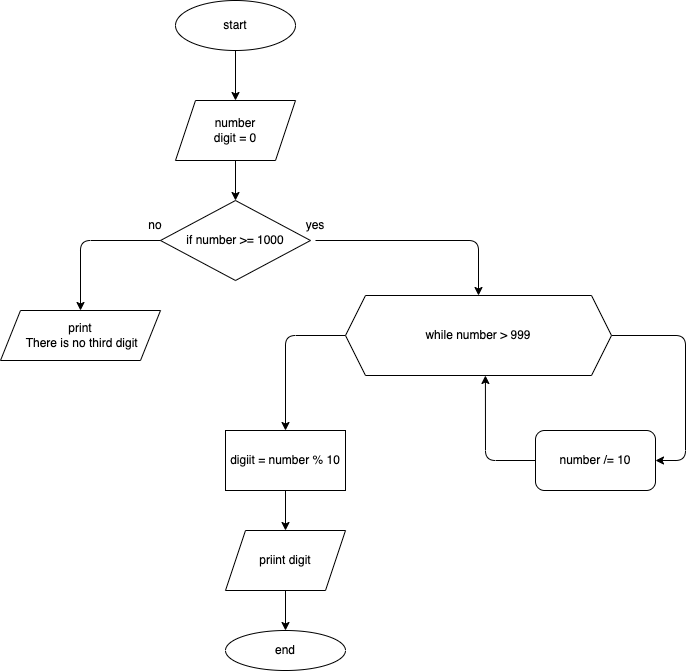 start
number
digit = 0
no
yes
if number >= 1000
print
There is no third digit
while number > 999
digiit = number % 10
number /= 10
priint digit
end